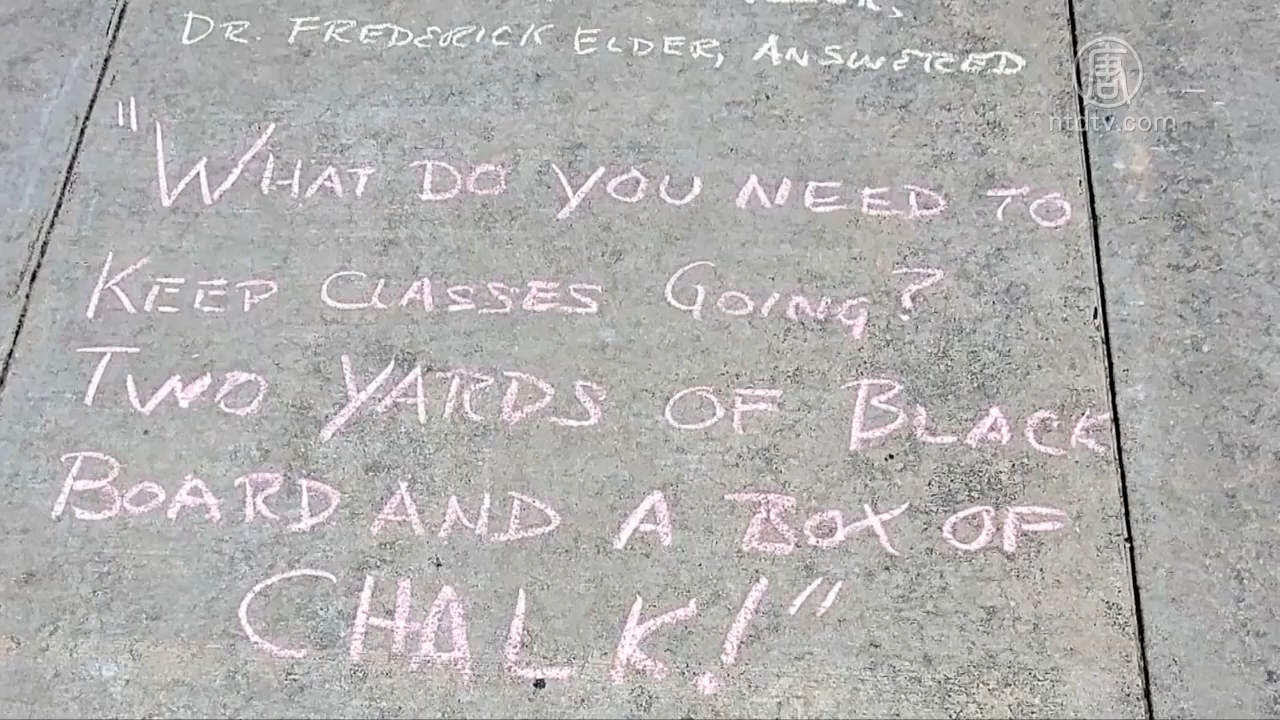 DR. FREDERICK ELDER, ANSWERED
唐
ntdtv.com
"WHAT DO YOU NEED TO
KEEP CLASSES GOING?
TWO YARDS OF BLACK
BOARD AND A BOX OF
CHALK!"